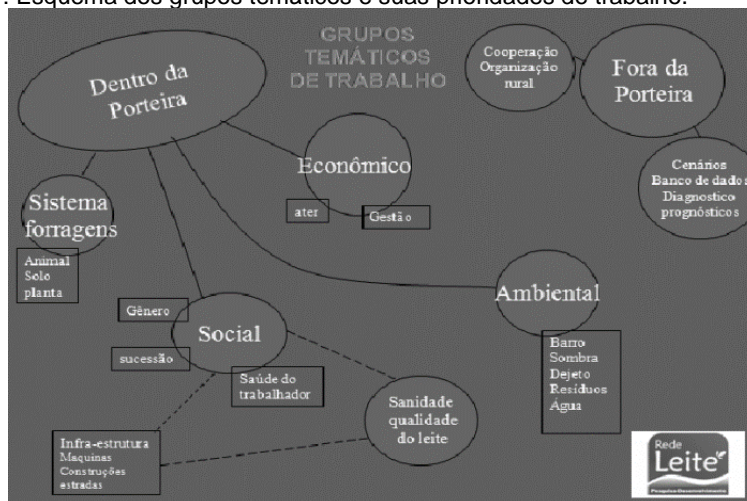 . Esquema dos grupos temáticos e suas prioridades de trabalho.
GRUPOS
TEMÁTICOS
DE TRABALHO
Dentro da
Porteira
Cooperação
Organização
rural
Fora da
Porteira
Cenários
Banco de dados
Diagnostico
prognósticos
Econômico
ater
Gestão
Sistema
forragens
Animal
Solo
planta
Ambiental
Barro
Sombra
Dejeto
Resíduos
Água
Gênero
Social
sucessão
Saúde do
trabalhador
Sanidade
qualidade
do leite
Infra-estrutura
Maquinas
Construções
estradas
Rede
Leite
Pesquisa-Desenvolvimento